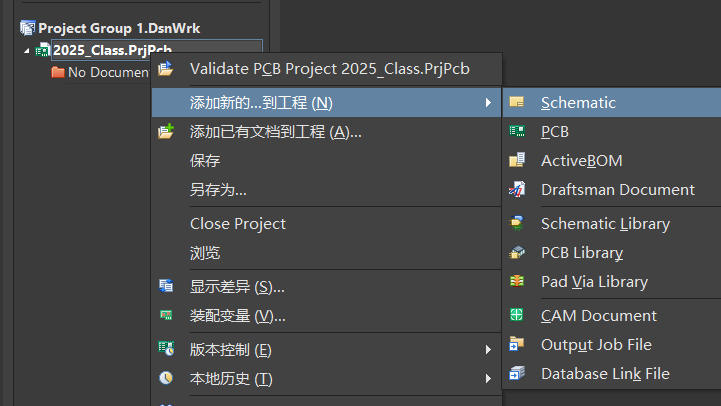 Project Group 1.DsnWrk
2025_Class.PrjPcb
No Document
Validate PCB Project 2025_Class.PrjPcb
添加新的...到工程 (N)
添加已有文档到工程 (A)...
保存
另存为...
Close Project
浏览
显示差异 (S)...
装配变量 (V)...
版本控制 (E)
本地历史 (T)
Schematic
PCB
ActiveBOM
Draftsman Document
Schematic Library
PCB Library
Pad Via Library
CAM Document
Output Job File
Database Link File